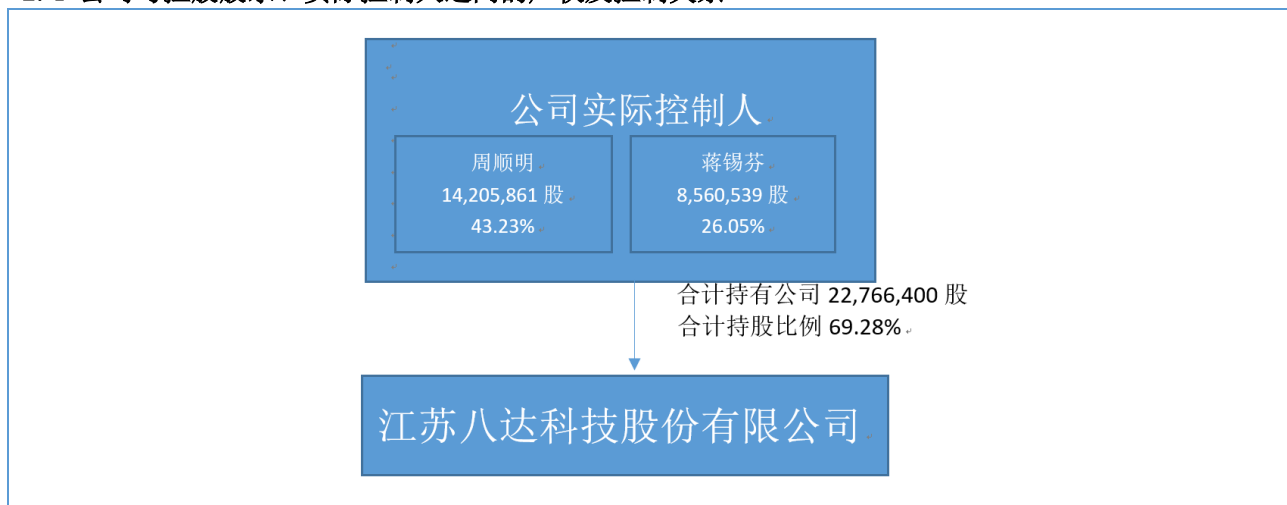 公司实际控制人
周顺明
14,205,861 股
43.23%
蒋锡芬
8,560,539 股
26.05%
合计持有公司 22,766,400 股
合计持股比例 69.28%
江苏八达科技股份有限公司